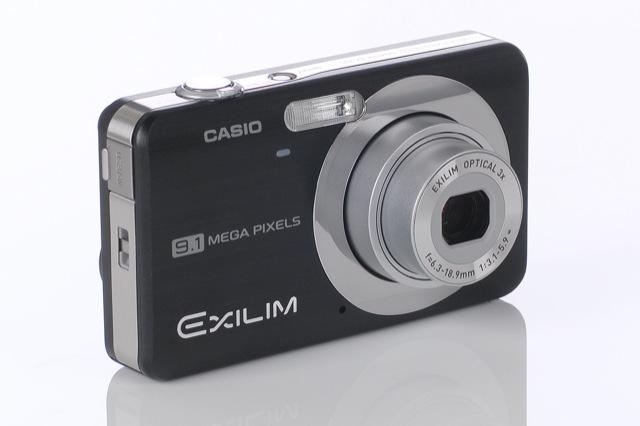 CASIO
9.1 MEGA PIXELS
EXILIM
EXILIM OPTICAL 3x
f=6.3-18.9mm 1:3.1-5.9